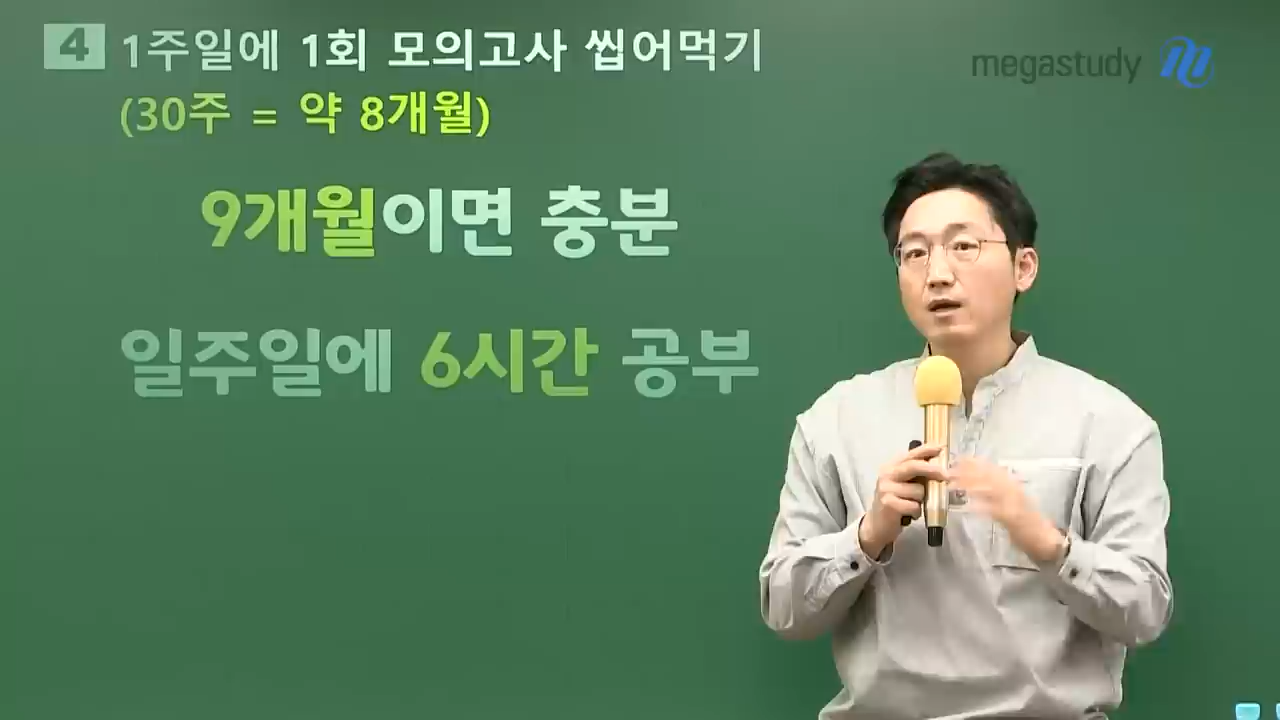 4 1주일에 1회 모의고사 씹어먹기
megastudy
(30주 = 약 8개월)
9개월이면 충분
일주일에 6시간 공부